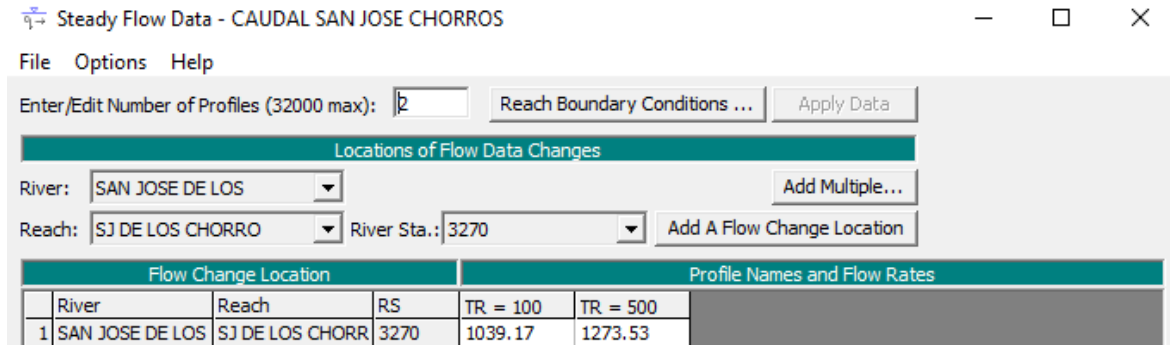 Steady Flow Data - CAUDAL SAN JOSE CHORROS
File Options Help
Enter/Edit Number of Profiles (32000 max): 2 Reach Boundary Conditions ... Apply Data
Locations of Flow Data Changes
River: SAN JOSE DE LOS Add Multiple...
Reach: SJ DE LOS CHORRO River Sta.: 3270 Add A Flow Change Location
Flow Change Location Profile Names and Flow Rates
River Reach RS TR = 100 TR = 500
1 SAN JOSE DE LOS SJ DE LOS CHORR 3270 1039.17 1273.53